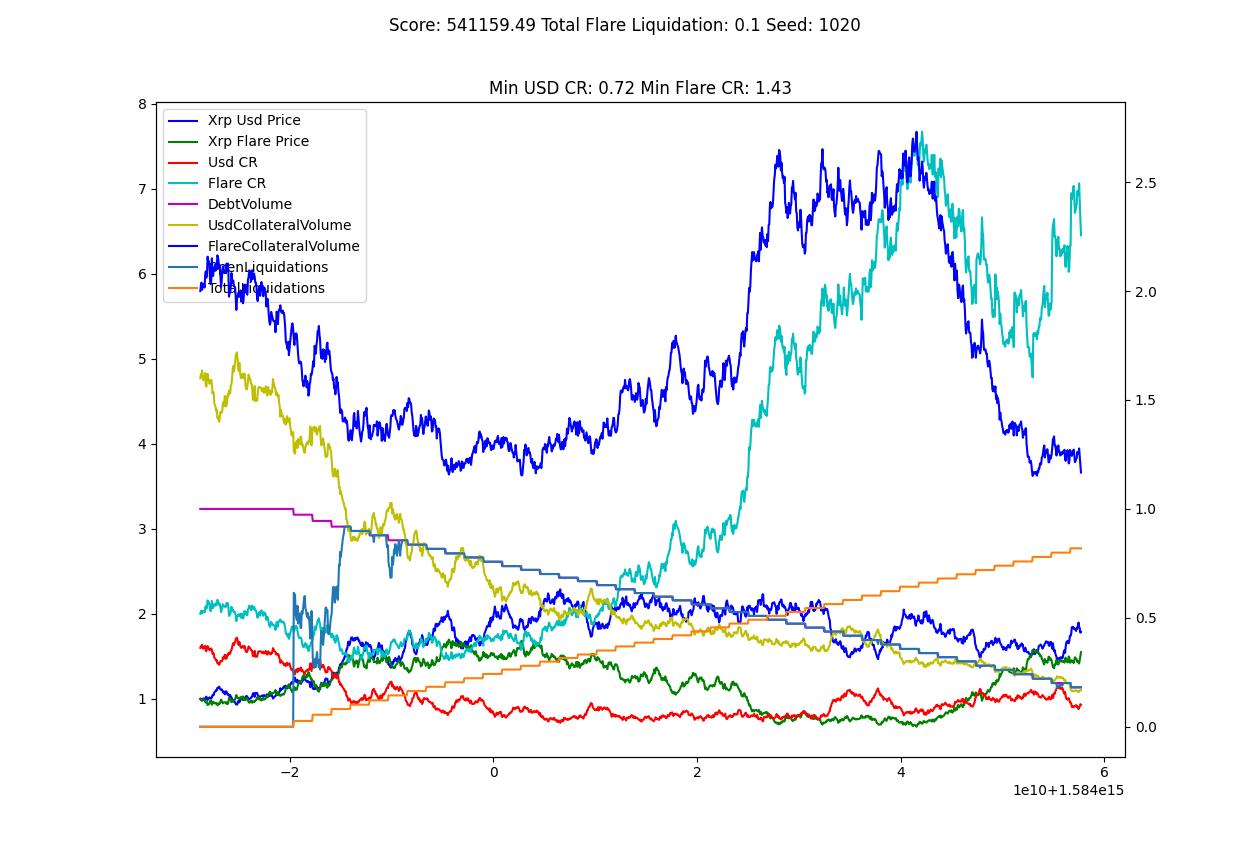 Score: 541159.49 Total Flare Liquidation: 0.1 Seed: 1020
Min USD CR: 0.72 Min Flare CR: 1.43
Xrp Usd Price
Xrp Flare Price
Usd CR
Flare CR
DebtVolume
UsdCollateralVolume
FlareCollateralVolume
OpenLiquidations
TotalLiquidations
8
7
6
5
4
3
2
1
2.5
2.0
1.5
1.0
0.5
0.0
−2
0
2
4
6
1e10+1.584e15